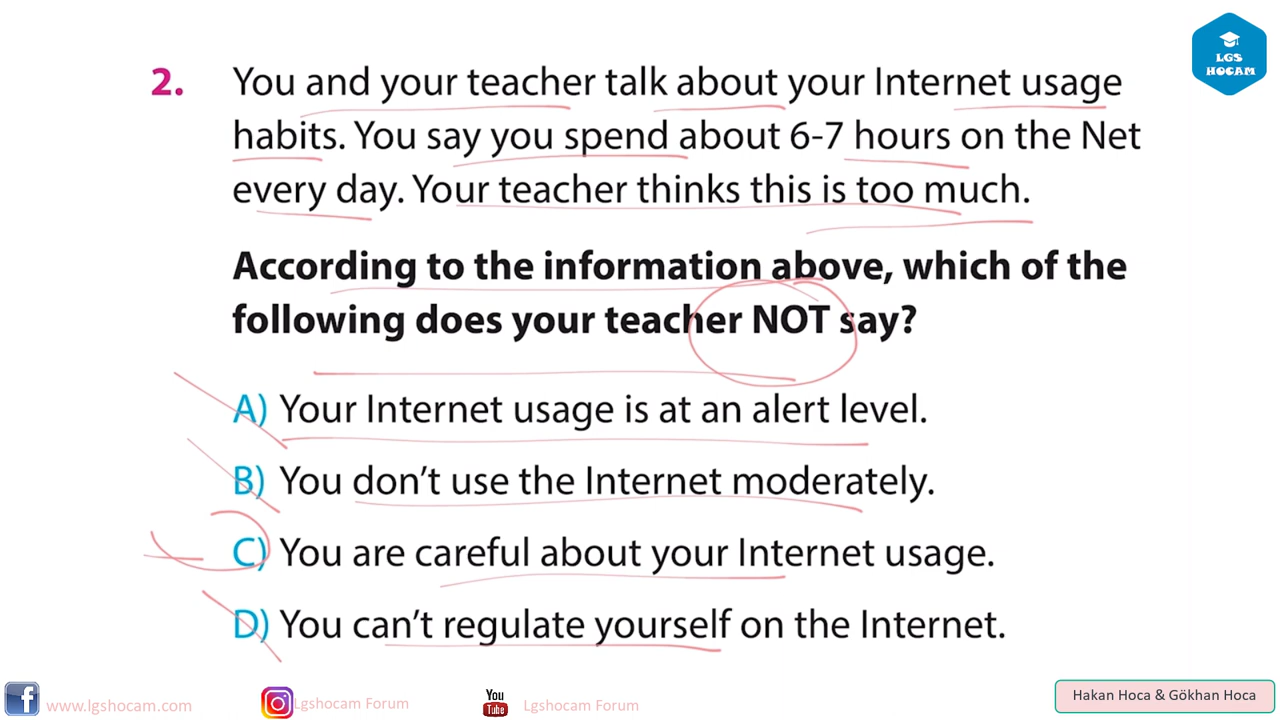 LGS
HOCAM
2. You and your teacher talk about your Internet usage
habits. You say you spend about 6-7 hours on the Net
every day. Your teacher thinks this is too much.
According to the information above, which of the
following does your teacher NOT say?
A) Your Internet usage is at an alert level.
B) You don't use the Internet moderately.
C) You are careful about your Internet usage.
D) You can't regulate yourself on the Internet.
www.lgshocam.com
Lgshocam Forum
You
Tube
Lgshocam Forum
Hakan Hoca & Gökhan Hoca